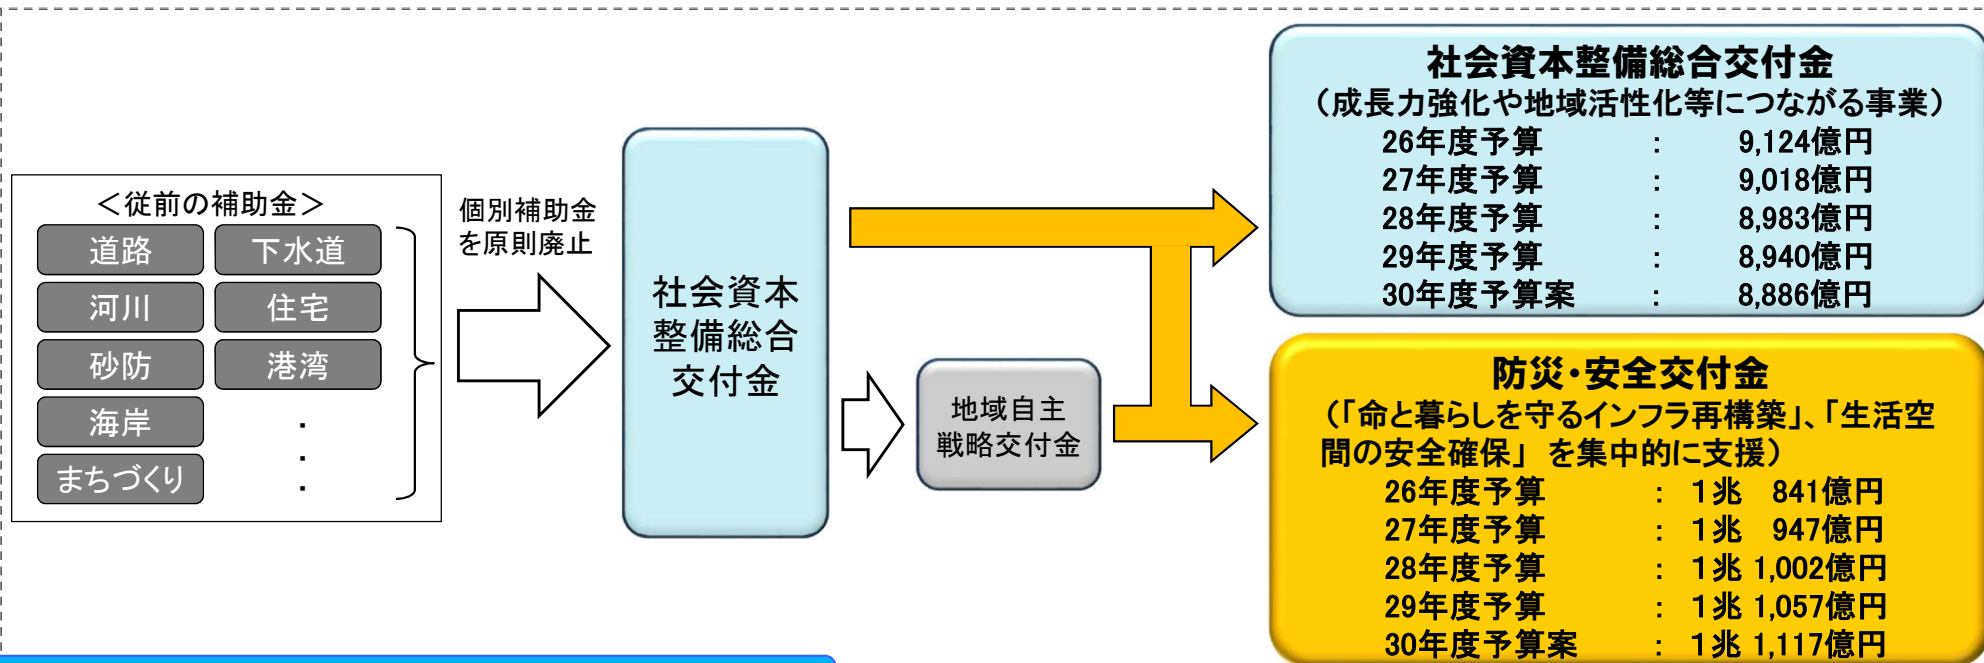 ＜従前の補助金＞
道路 下水道
河川 住宅
砂防 港湾
海岸 ・
まちづくり ・
・
個別補助金
を原則廃止
社会資本
整備総合
交付金
地域自主
戦略交付金
社会資本整備総合交付金
（成長力強化や地域活性化等につながる事業）
26年度予算 ： 9,124億円
27年度予算 ： 9,018億円
28年度予算 ： 8,983億円
29年度予算 ： 8,940億円
30年度予算案 ： 8,886億円
防災・安全交付金
（「命と暮らしを守るインフラ再構築」、「生活空
間の安全確保」 を集中的に支援）
26年度予算 ： 1兆 841億円
27年度予算 ： 1兆 947億円
28年度予算 ： 1兆 1,002億円
29年度予算 ： 1兆 1,057億円
30年度予算案 ： 1兆 1,117億円